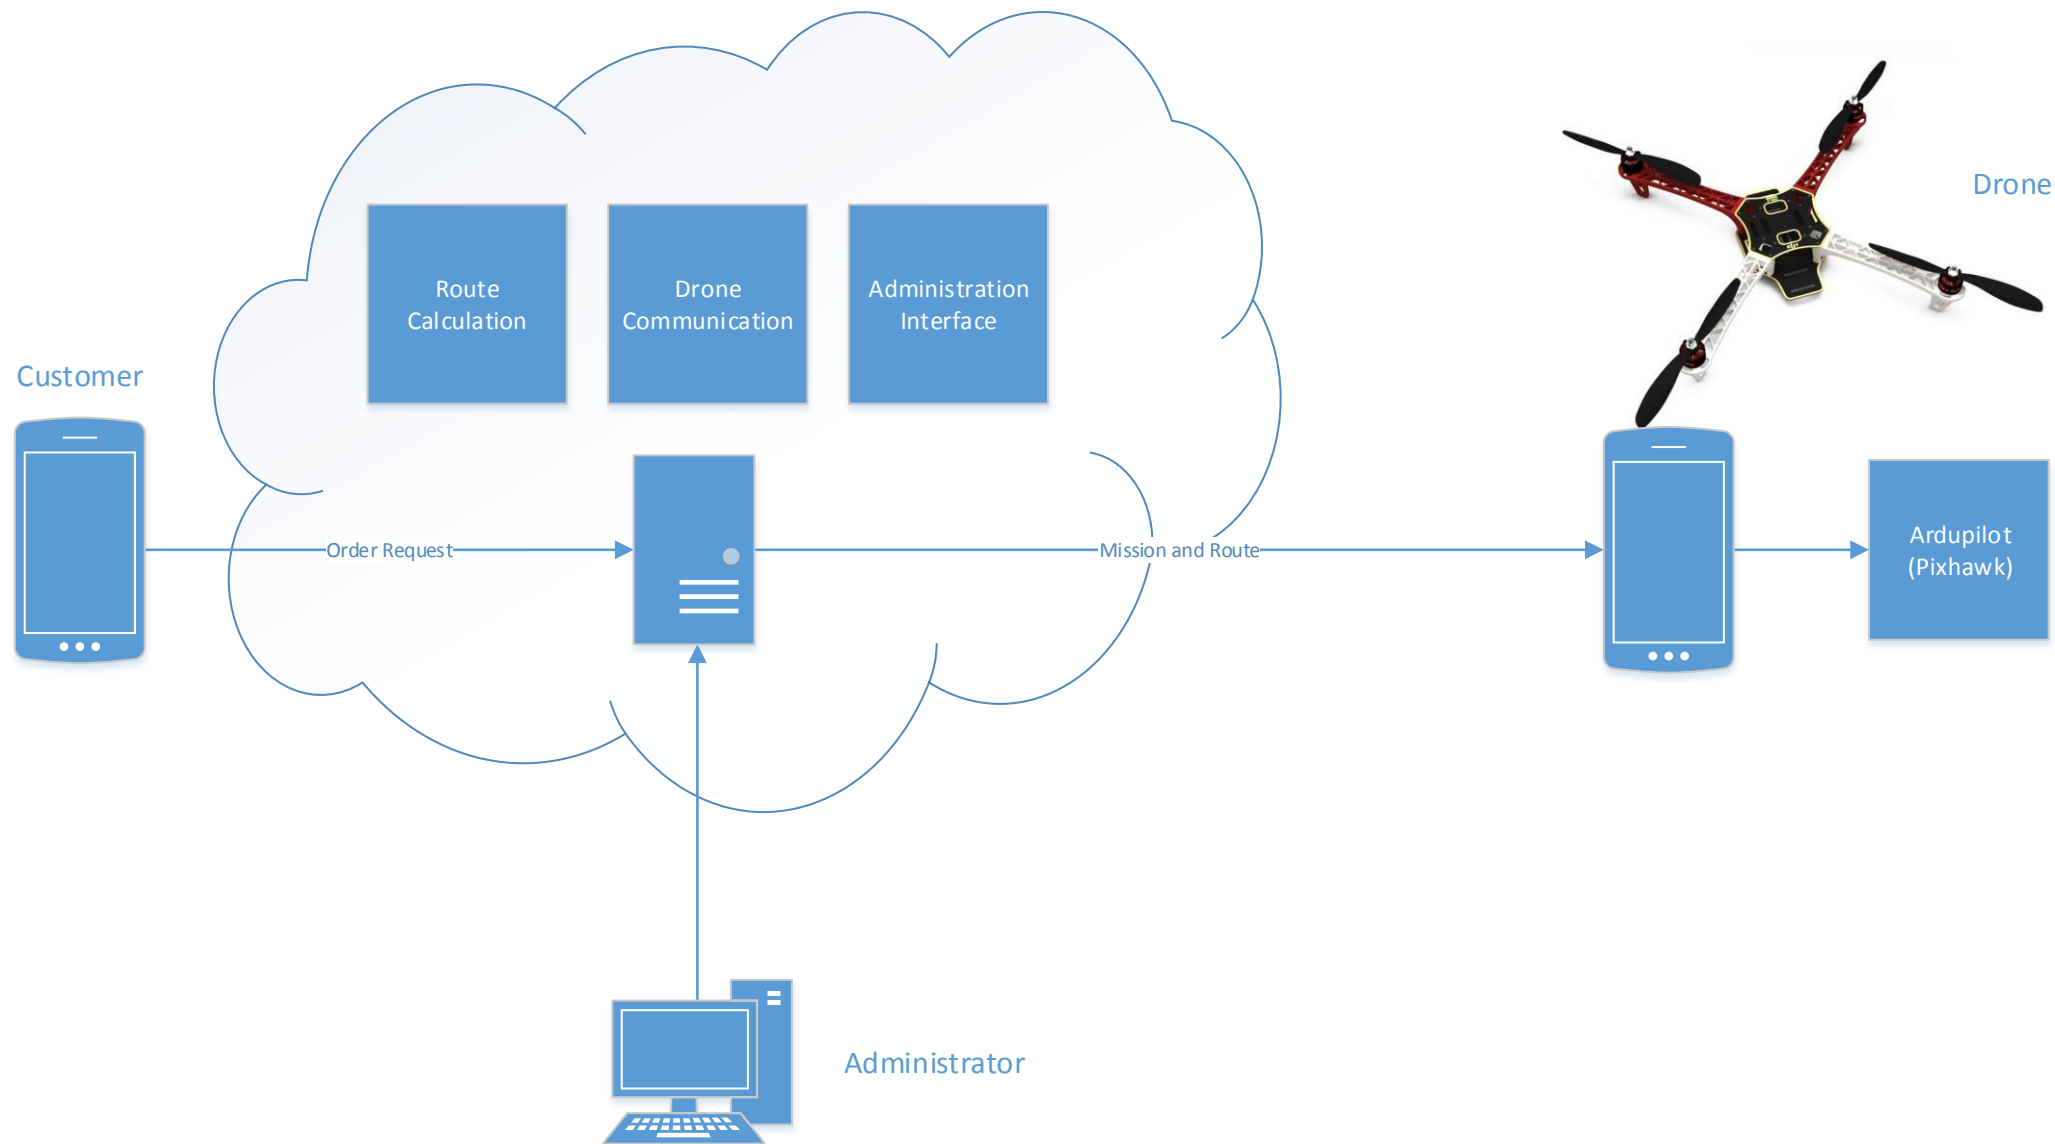 Drone
Route
Calculation
Drone
Communication
Administration
Interface
Customer
Order Request
Mission and Route
Ardupilot
(Pixhawk)
Administrator